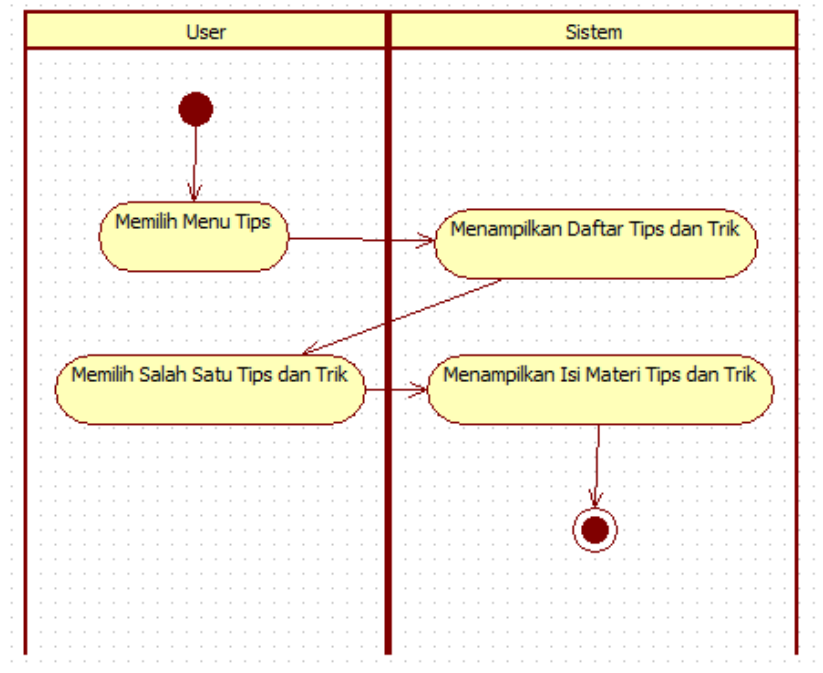 User
Sistem
Memilih Menu Tips
Menampilkan Daftar Tips dan Trik
Memilih Salah Satu Tips dan Trik
Menampilkan Isi Materi Tips dan Trik